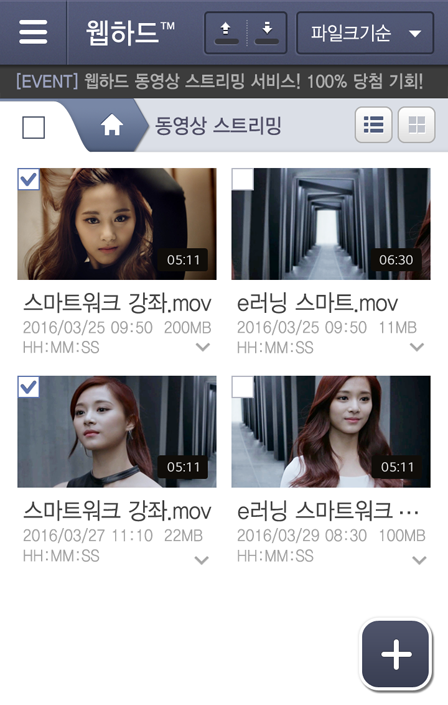 웹하드™
파일크기순
[EVENT] 웹하드 동영상 스트리밍 서비스! 100% 당첨 기회!
동영상 스트리밍
05:11
06:30
스마트워크 강좌.mov
e러닝 스마트.mov
2016/03/25 09:50 200MB
2016/03/25 09:50 11MB
HH:MM:SS
HH:MM:SS
05:11
05:11
스마트워크 강좌.mov
e러닝 스마트워크 ⋯
2016/03/27 11:10 22MB
2016/03/29 08:30 100MB
HH:MM:SS
HH:MM:SS